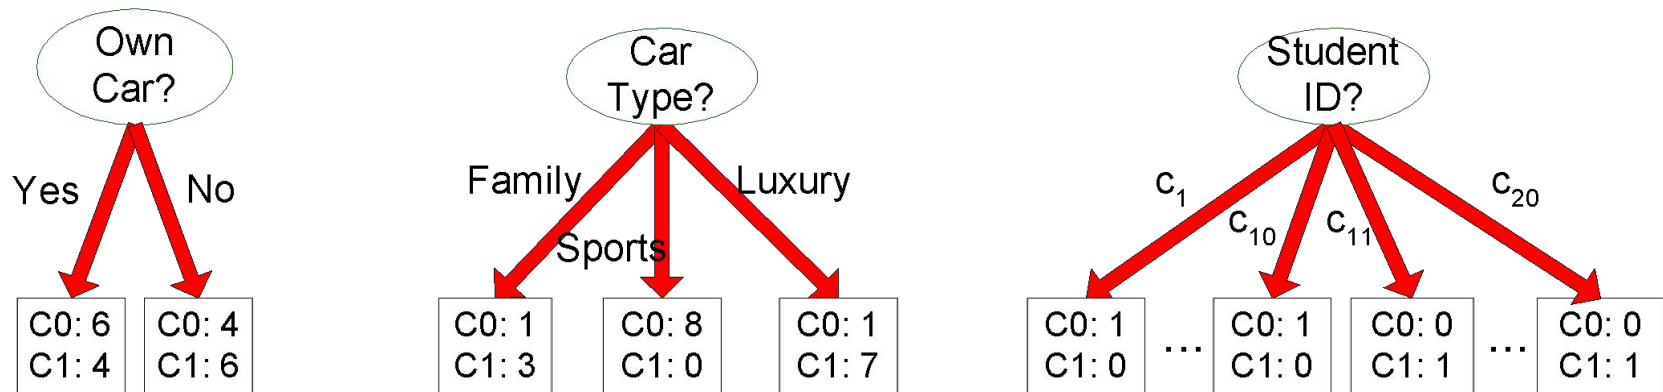 Own
Car?
Yes
No
C0: 6
C1: 4
C0: 4
C1: 6
Car
Type?
Family
Sports
Luxury
C0: 1
C1: 3
C0: 8
C1: 0
C0: 1
C1: 7
Student
ID?
c1
c10
c11
c20
C0: 1
C1: 0
...
C0: 1
C1: 0
C0: 0
C1: 1
...
C0: 0
C1: 1